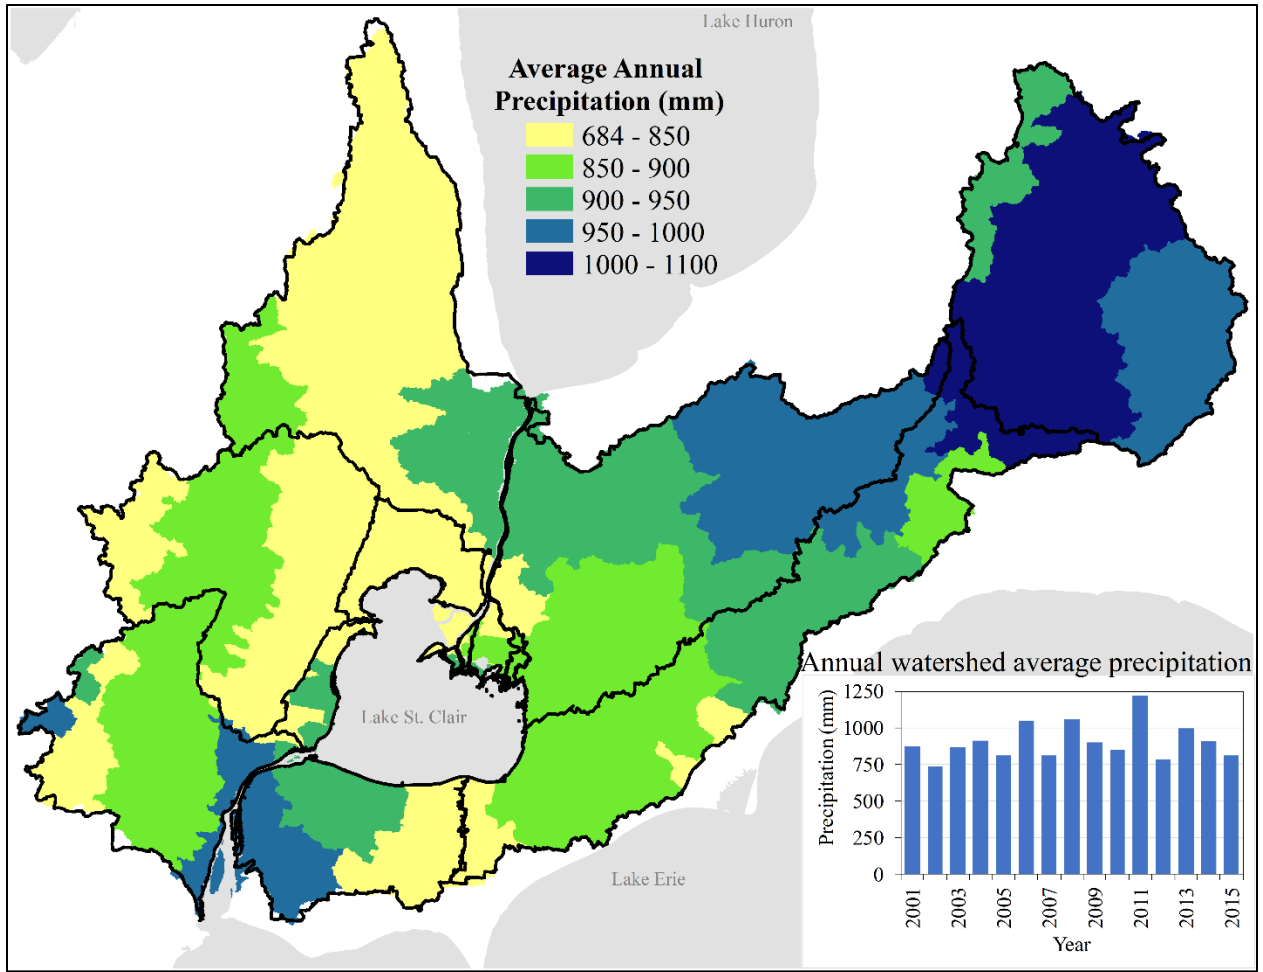 Lake Huron
Average Annual
Precipitation (mm)
684 - 850
850 - 900
900 - 950
950 - 1000
1000 - 1100
Lake St. Clair
Lake Erie
Annual watershed average precipitation
Precipitation (mm)
1250
1000
750
500
250
0
2001
2003
2005
2007
2009
2011
2013
2015
Year